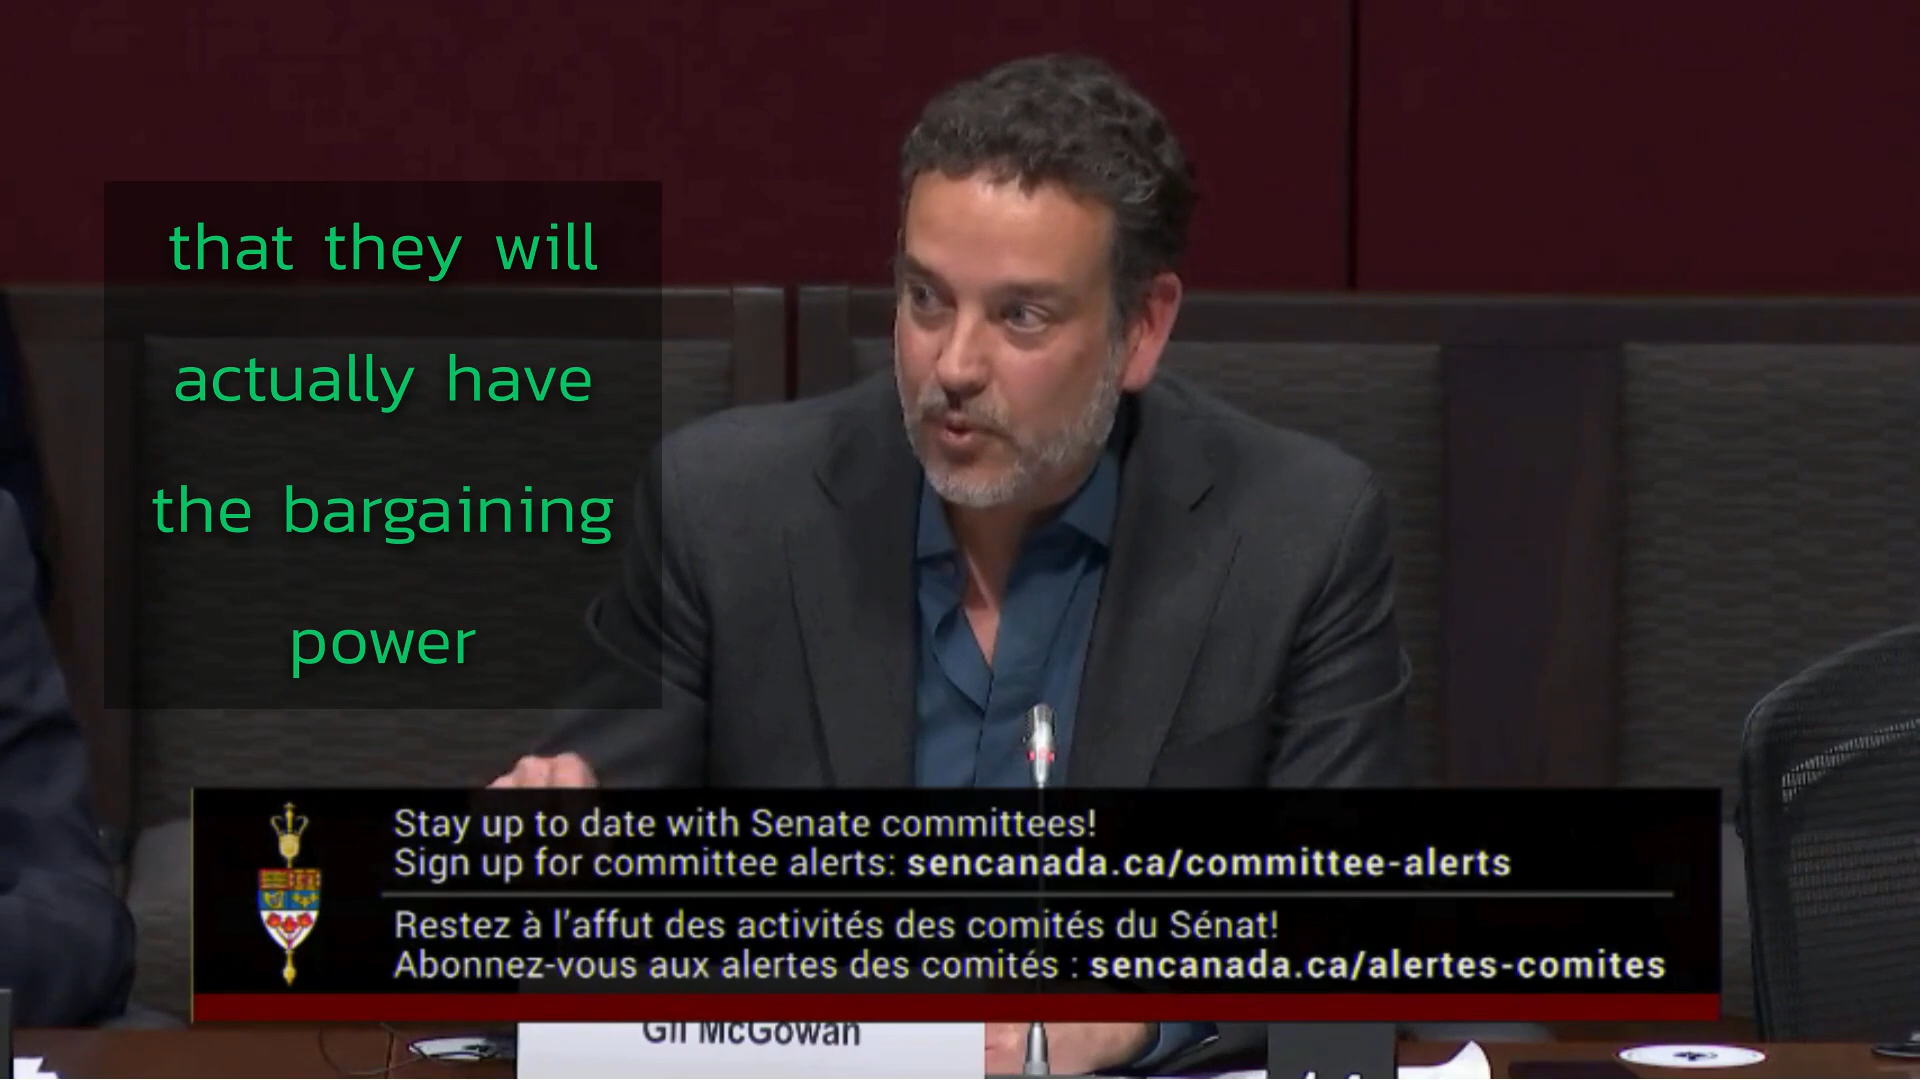 that they will
actually have
the bargaining
power
Stay up to date with Senate committees!
Sign up for committee alerts: sencanada.ca/committee-alerts
Restez à l'affut des activités des comités du Sénat!
Abonnez-vous aux alertes des comités : sencanada.ca/alertes-comites
Gil McGowan